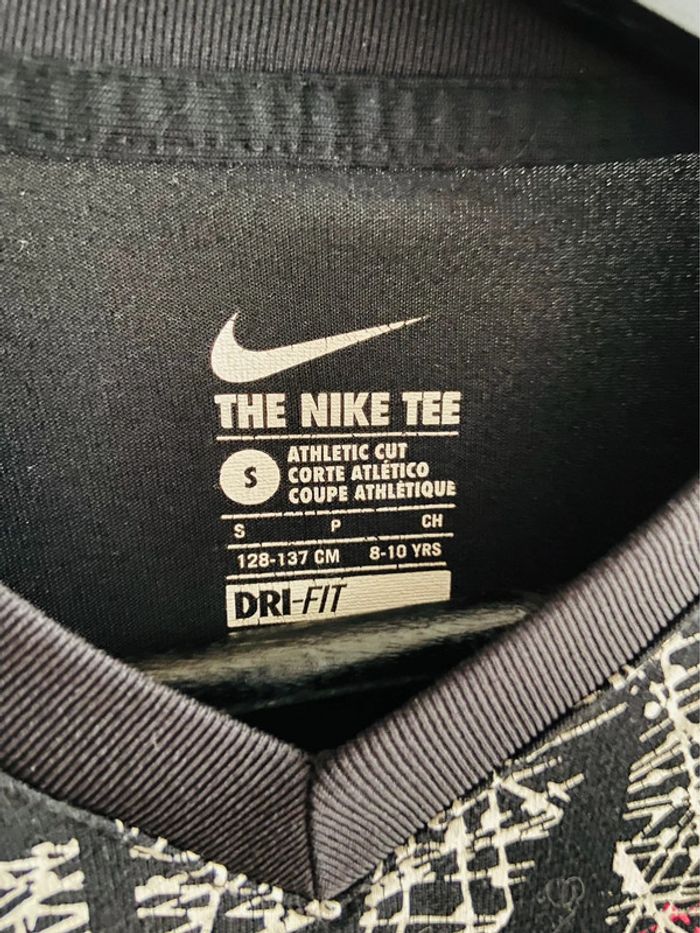 THE NIKE TEE
S
ATHLETIC CUT
CORTE ATLÉTICO
COUPE ATHLÉTIQUE
S P CH
128-137 CM 8-10 YRS
DRI-FIT